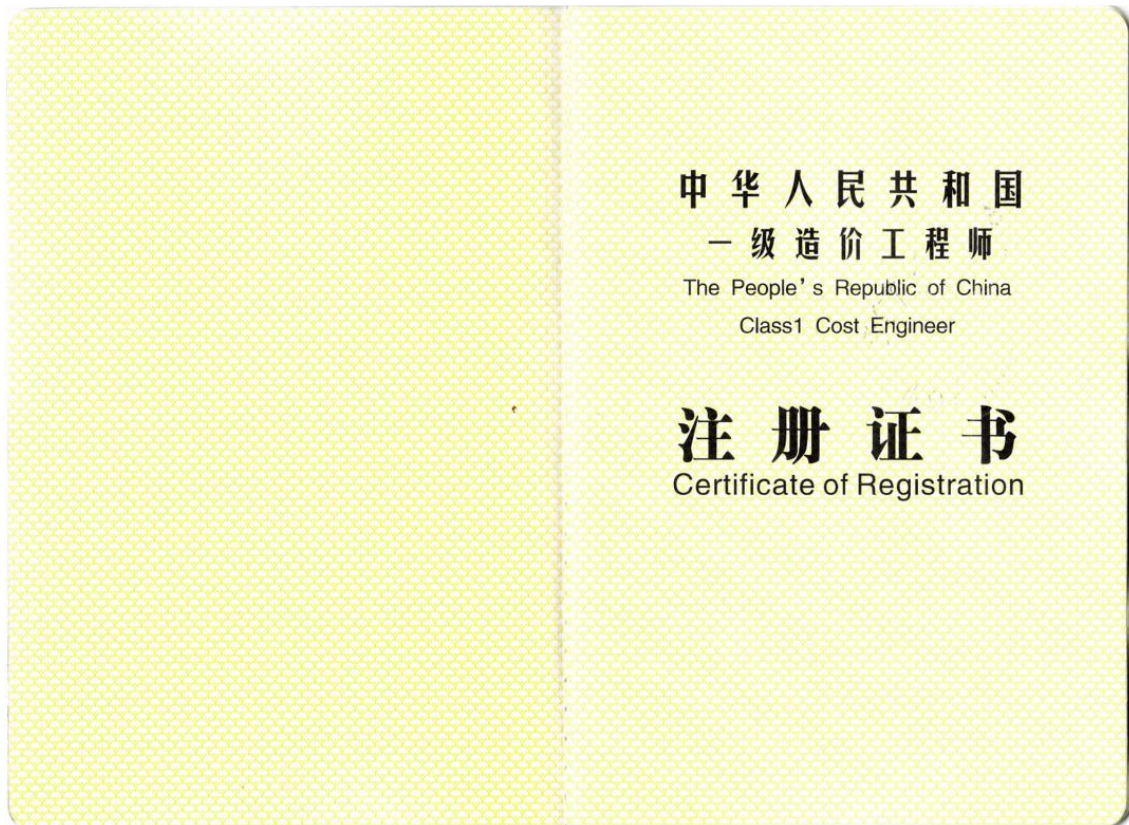 中华人民共和国
一级造价工程师
The People's Republic of China
Class1 Cost Engineer
注册证书
Certificate of Registration